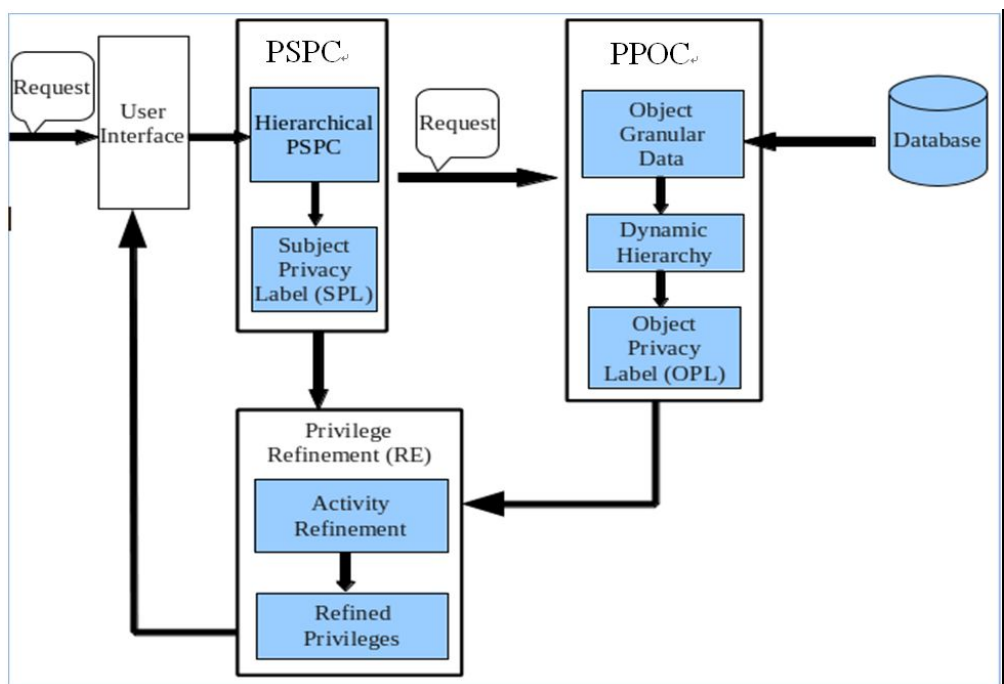 Request
User
Interface
PSPC
Hierarchical
PSPC
Subject
Privacy
Label (SPL)
Request
PPOC
Object
Granular
Data
Dynamic
Hierarchy
Object
Privacy
Label (OPL)
Database
Privilege
Refinement (RE)
Activity
Refinement
Refined
Privileges